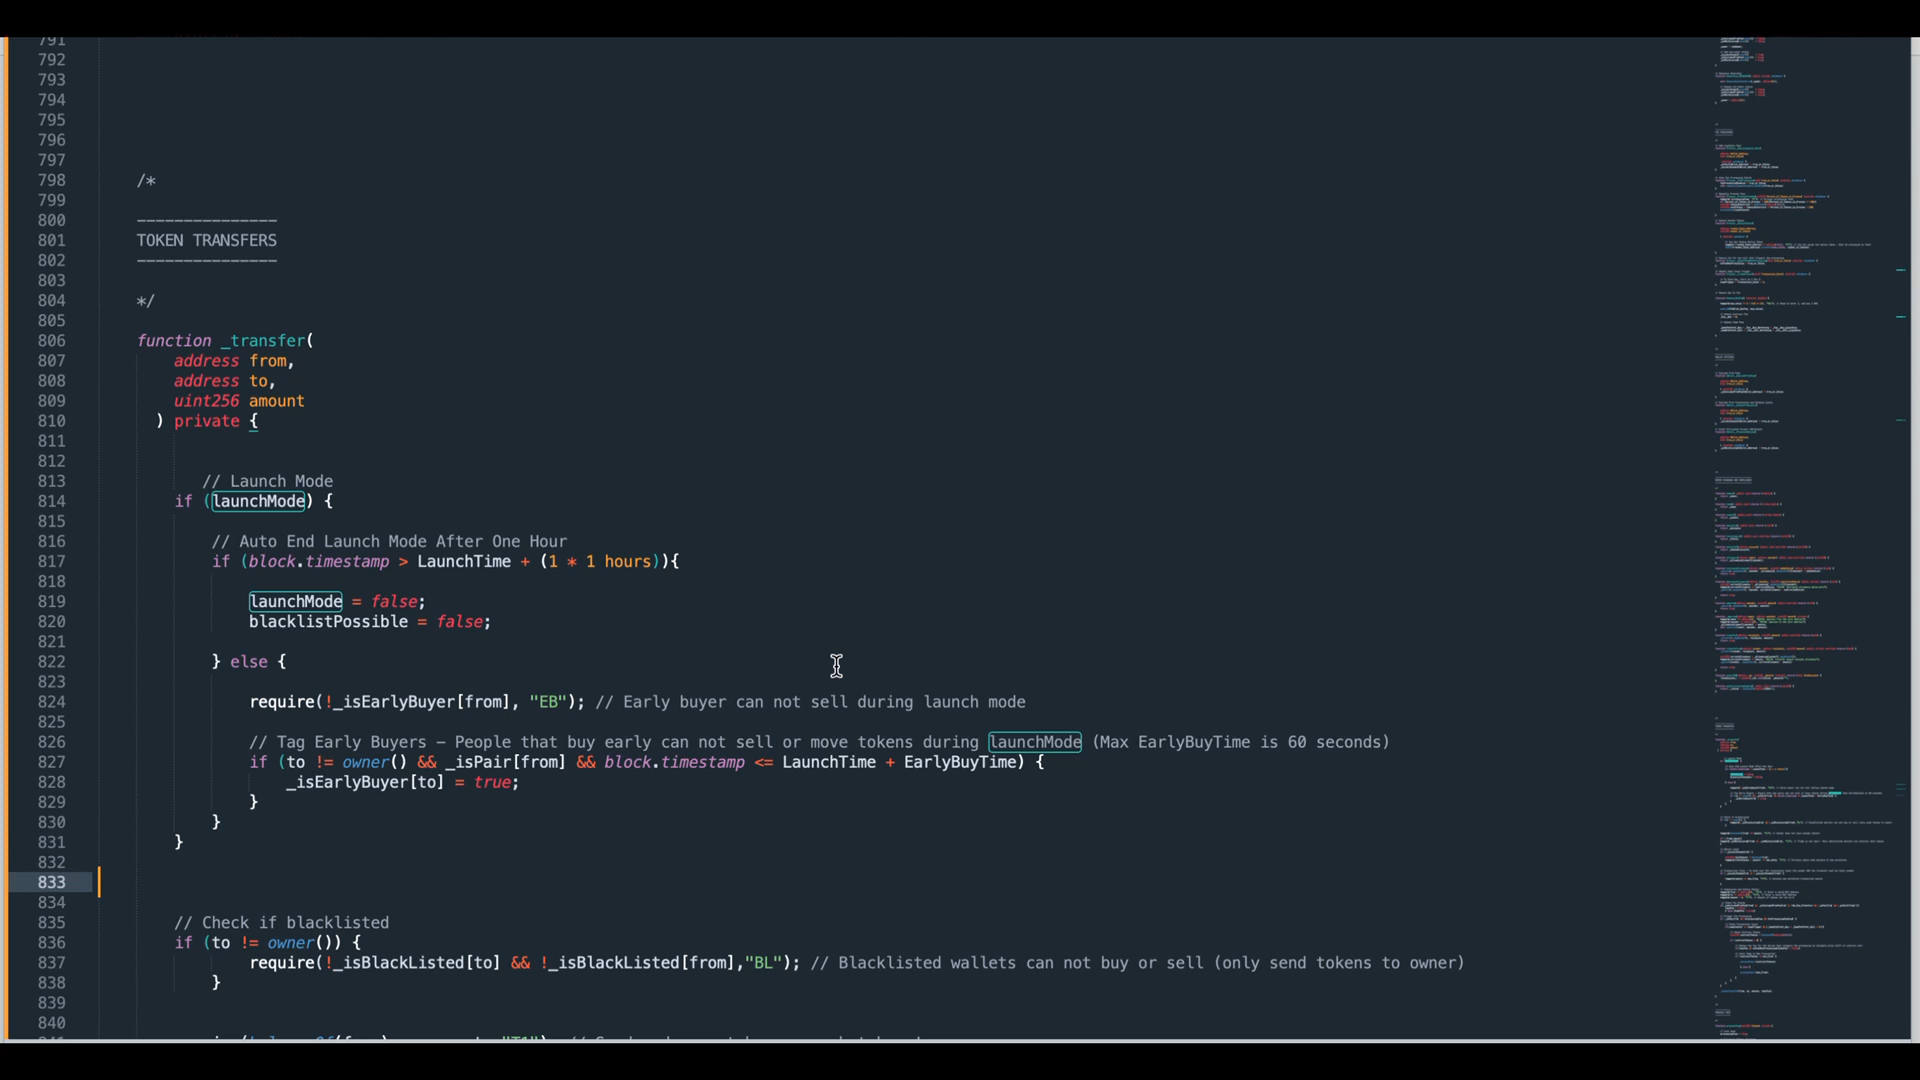 791
792
793
794
795
796
797
798 /*
799
800 ---------------
801 TOKEN TRANSFERS
802 ---------------
803
804 */
805
806 function _transfer(
807 address from,
808 address to,
809 uint256 amount
810 ) private {
811
812
813 // Launch Mode
814 if (launchMode) {
815
816 // Auto End Launch Mode After One Hour
817 if (block.timestamp > LaunchTime + (1 * 1 hours)){
818
819 launchMode = false;
820 blacklistPossible = false;
821
822 } else {
823
824 require(!_isEarlyBuyer[from], "EB"); // Early buyer can not sell during launch mode
825
826 // Tag Early Buyers – People that buy early can not sell or move tokens during launchMode (Max EarlyBuyTime is 60 seconds)
827 if (to != owner() && _isPair[from] && block.timestamp <= LaunchTime + EarlyBuyTime) {
828 _isEarlyBuyer[to] = true;
829 }
830 }
831 }
832
833
834
835 // Check if blacklisted
836 if (to != owner()) {
837 require(!_isBlackListed[to] && !_isBlackListed[from],"BL"); // Blacklisted wallets can not buy or sell (only send tokens to owner)
838 }
839
840